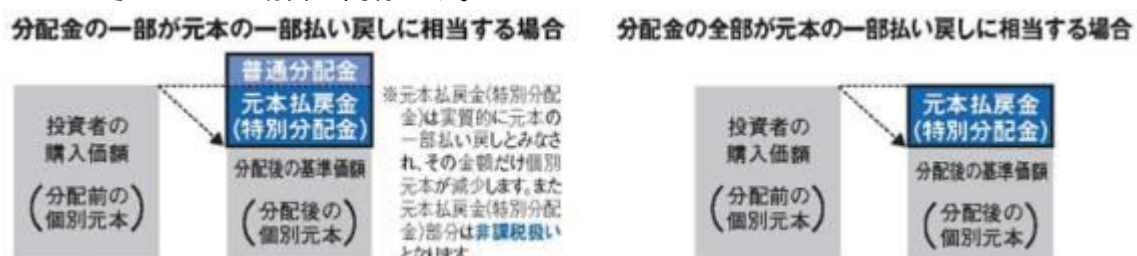 分配金の一部が元本の一部払い戻しに相当する場合
普通分配金
元本払戻金
(特別分配金)
投資者の
購入価額
(分配前の
個別元本)
分配後の基準価額
(分配後の
個別元本)
※元本払戻金(特別分配
金)は実質的に元本の
一部払い戻しとみなさ
れ、その金額だけ個別
元本が減少します。また
元本払戻金(特別分配
金)部分は非課税扱い
となります。
分配金の全部が元本の一部払い戻しに相当する場合
元本払戻金
(特別分配金)
投資者の
購入価額
(分配前の
個別元本)
分配後の基準価額
(分配後の
個別元本)